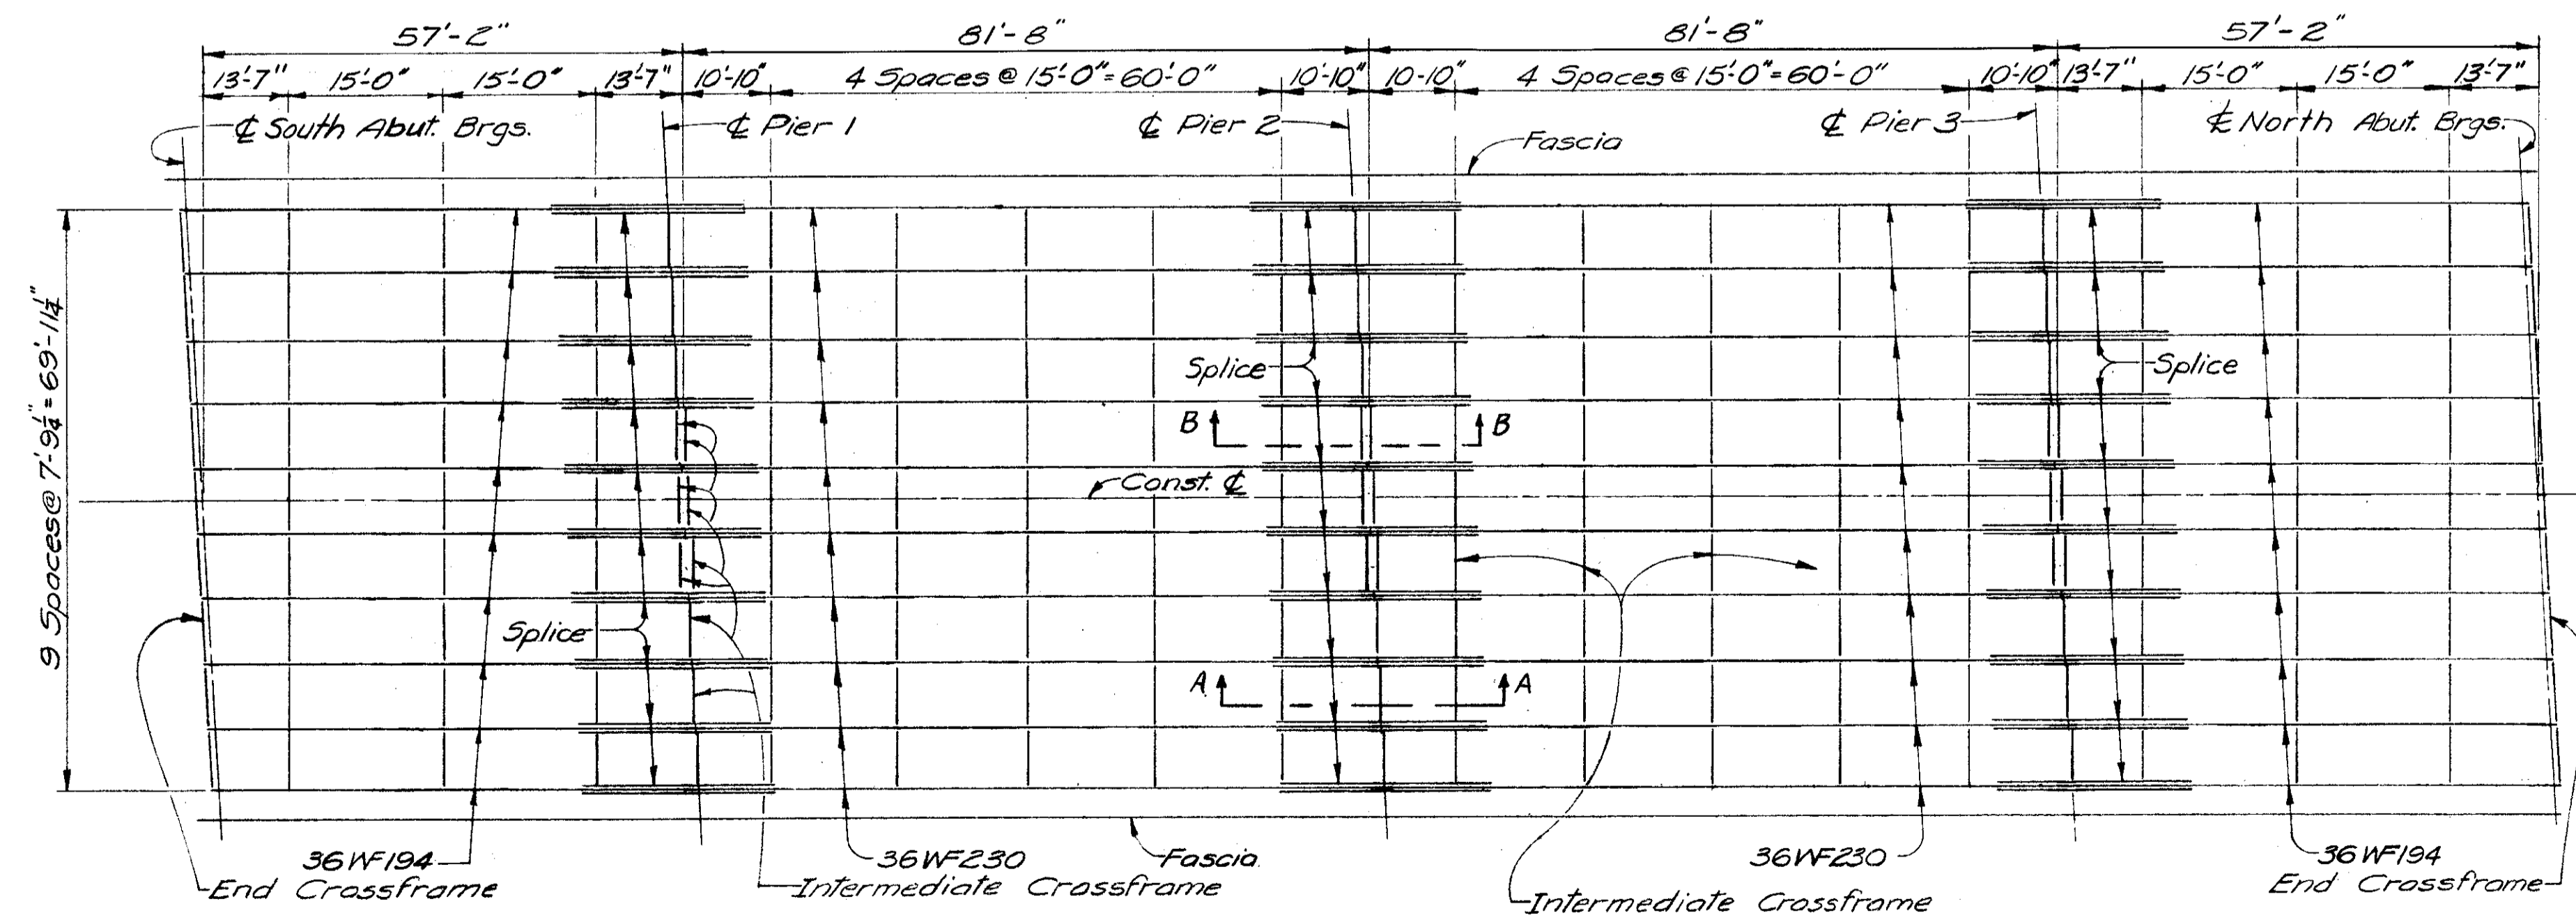 57'-2" 81'-8" 81'-8" 57'-2"
13'-7" 15'-0" 15'-0" 13'-7" 10'-10" 4 Spaces @ 15'-0"=60'-0" 10'-10" 10'-10" 4 Spaces @ 15'-0"=60'-0" 10'-10" 13'-7" 15'-0" 15'-0" 13'-7"
℄ South Abut. Brgs. ℄ Pier 1 ℄ Pier 2 Fascia ℄ Pier 3 ℄ North Abut. Brgs.
9 Spaces @ 7'-9¼"=69'-11¼"
Splice Splice
B B
Const. ℄
Splice
A A
36WF194 36WF230 Fascia 36WF230 36WF194
End Crossframe Intermediate Crossframe Intermediate Crossframe End Crossframe